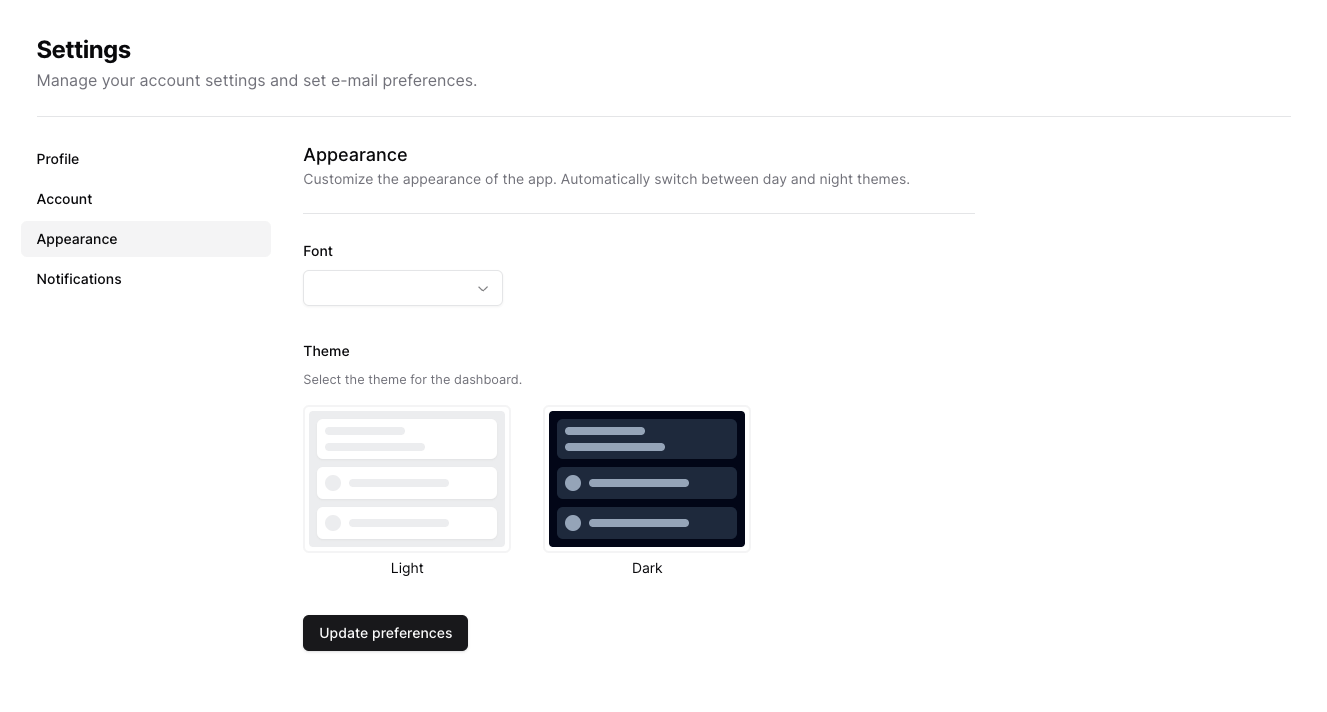 Settings
Manage your account settings and set e-mail preferences.
Profile
Account
Appearance
Notifications
Appearance
Customize the appearance of the app. Automatically switch between day and night themes.
Font
Theme
Select the theme for the dashboard.
Light
Dark
Update preferences